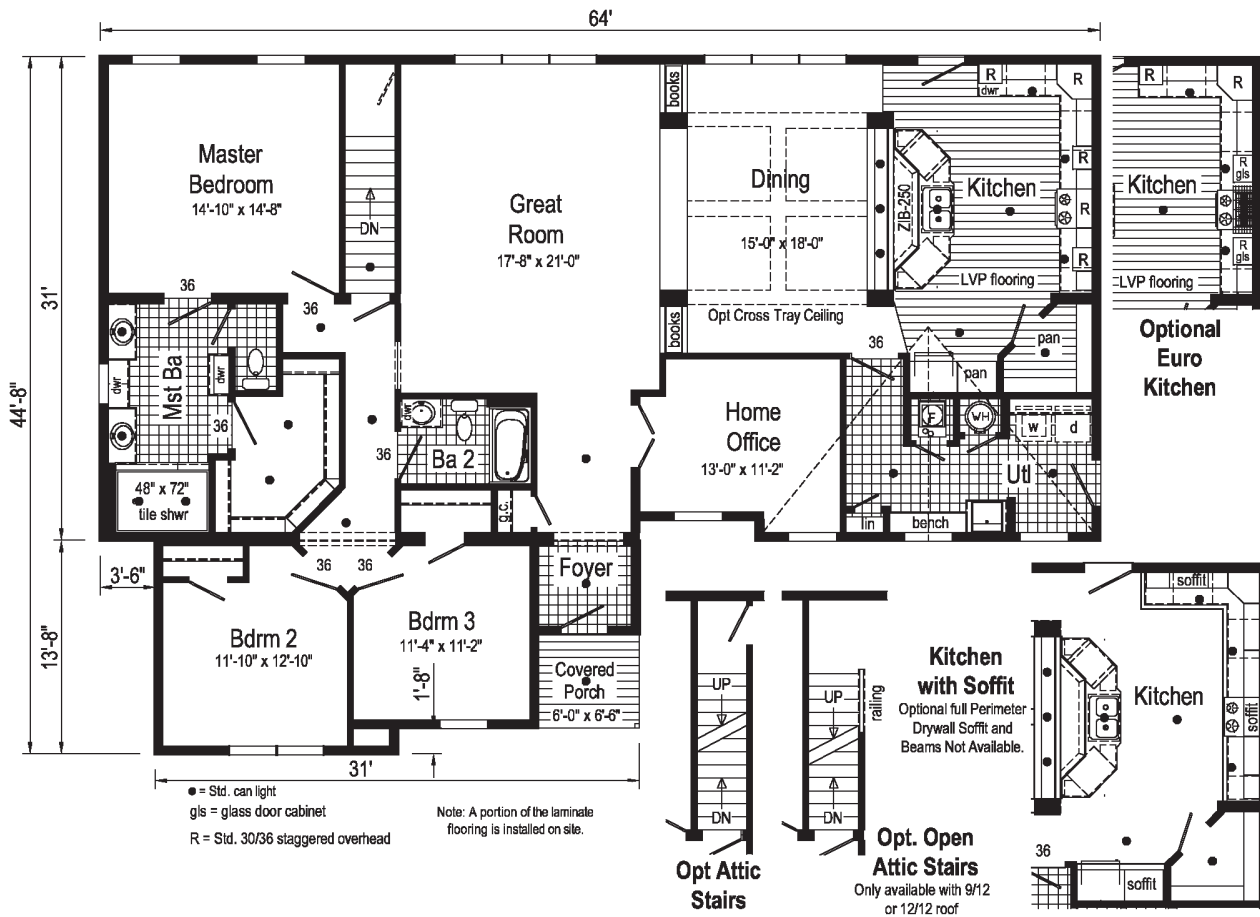 64'
31'
44'-8"
13'-8"
3'-6"
31'
Master
Bedroom
14'-10" x 14'-8"
36
36
DN
Great
Room
17'-8" x 21'-0"
books
books
Dining
15'-0" x 18'-0"
Opt Cross Tray Ceiling
ZIB-250
Kitchen
LVP flooring
R
dwr
R
R
R
R
36
pan
pan
Mst Ba
dwr
dwr
36
48" x 72"
tile shwr
36
dwr
Ba 2
g.c.
Home
Office
13'-0" x 11'-2"
F
WH
w
d
Utl
lin
bench
Foyer
36
36
Bdrm 2
11'-10" x 12'-10"
Bdrm 3
11'-4" x 11'-2"
1'-8"
Covered
Porch
6'-0" x 6'-6"
R
R
R
gls
R
gls
Kitchen
LVP flooring
Optional
Euro
Kitchen
● = Std. can light
gls = glass door cabinet
R = Std. 30/36 staggered overhead
Note: A portion of the laminate
flooring is installed on site.
UP
DN
Opt Attic
Stairs
UP
railing
DN
Opt. Open
Attic Stairs
Only available with 9/12
or 12/12 roof
Kitchen
with Soffit
Optional full Perimeter
Drywall Soffit and
Beams Not Available.
soffit
Kitchen
soffit
36
soffit